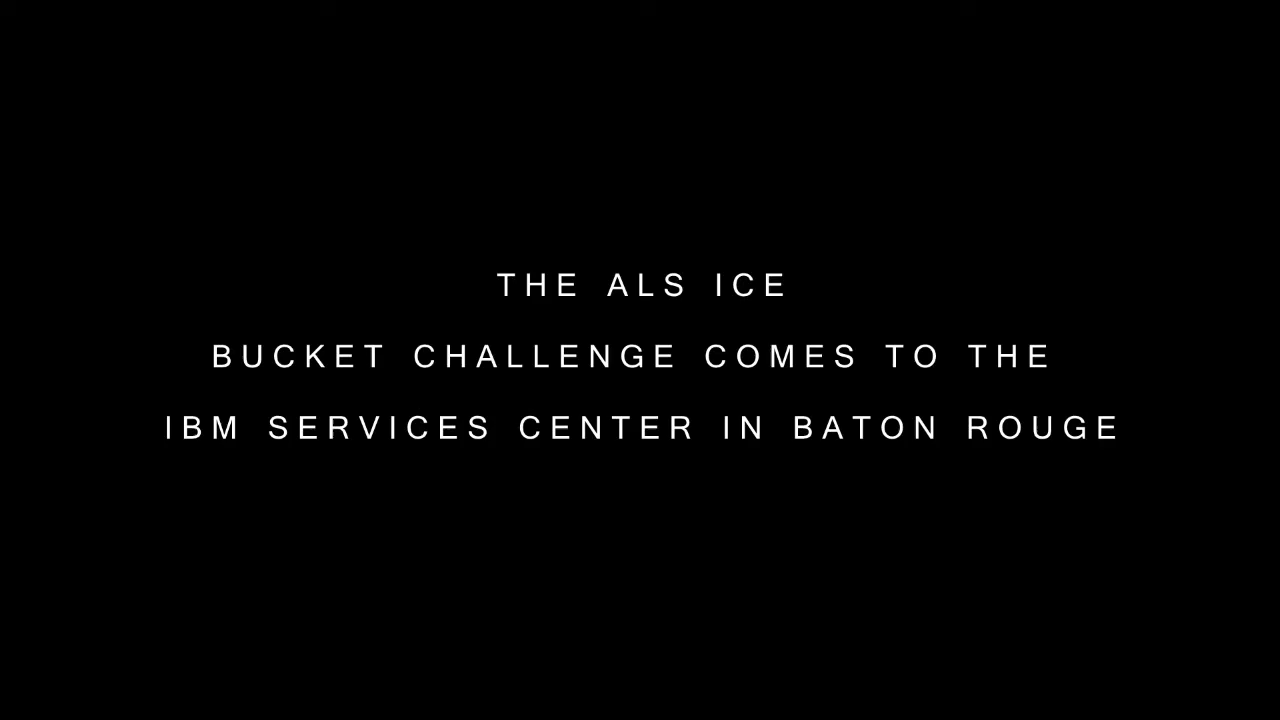 THE ALS ICE
BUCKET CHALLENGE COMES TO THE
IBM SERVICES CENTER IN BATON ROUGE